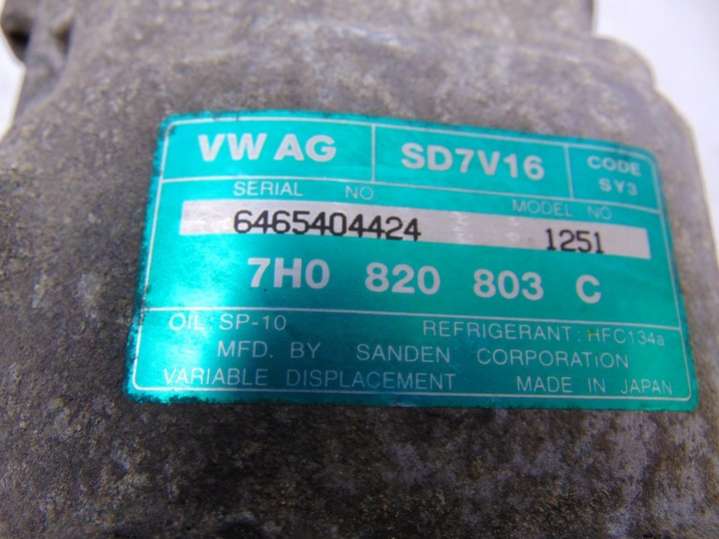 VW AG SD7V16 CODE SY3
SERIAL NO MODEL NO
6465404424 1251
7H0 820 803 C
OIL SP-10 REFRIGERANT: HFC134a
MFD. BY SANDEN CORPORATION
VARIABLE DISPLACEMENT MADE IN JAPAN